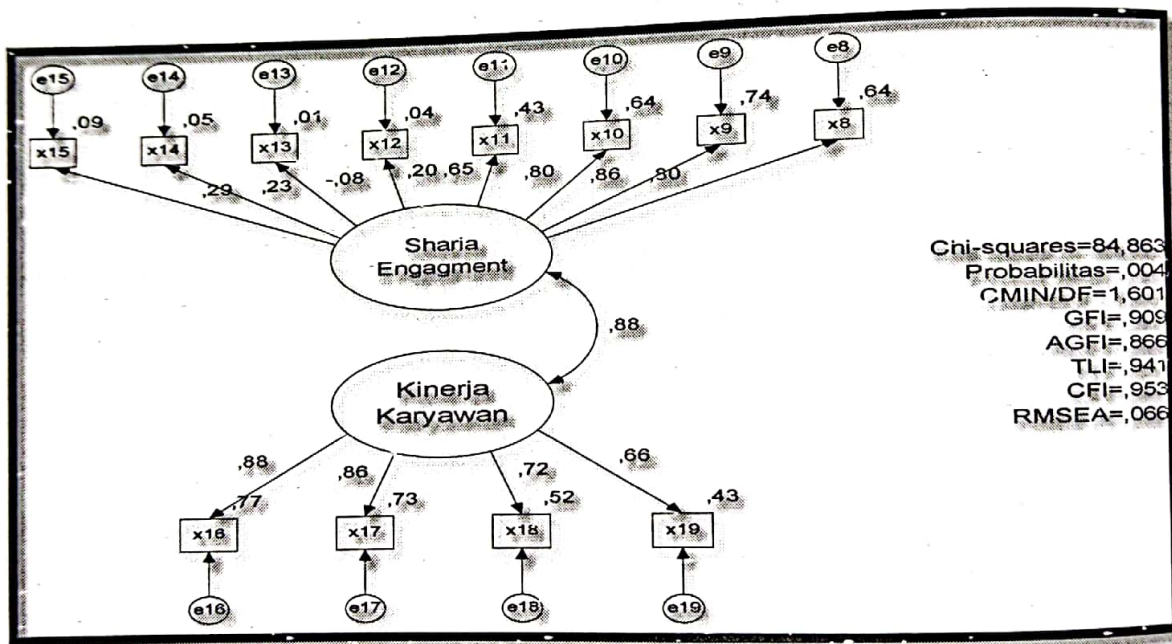 e15 e14 e13 e12 e11 e10 e9 e8
,09 ,05 ,01 ,04 ,43 ,64 ,74 ,64
x15 x14 x13 x12 x11 x10 x9 x8
,29 ,23 -,08 ,20 ,65 ,80 ,86 ,80
Sharia
Engagment
,88
Kinerja
Karyawan
,88 ,86 ,72 ,66
,77 ,73 ,52 ,43
x16 x17 x18 x19
e16 e17 e18 e19
Chi-squares=84,863
Probabilitas=,004
CMIN/DF=1,601
GFI=,909
AGFI=,866
TLI=,941
CFI=,953
RMSEA=,066